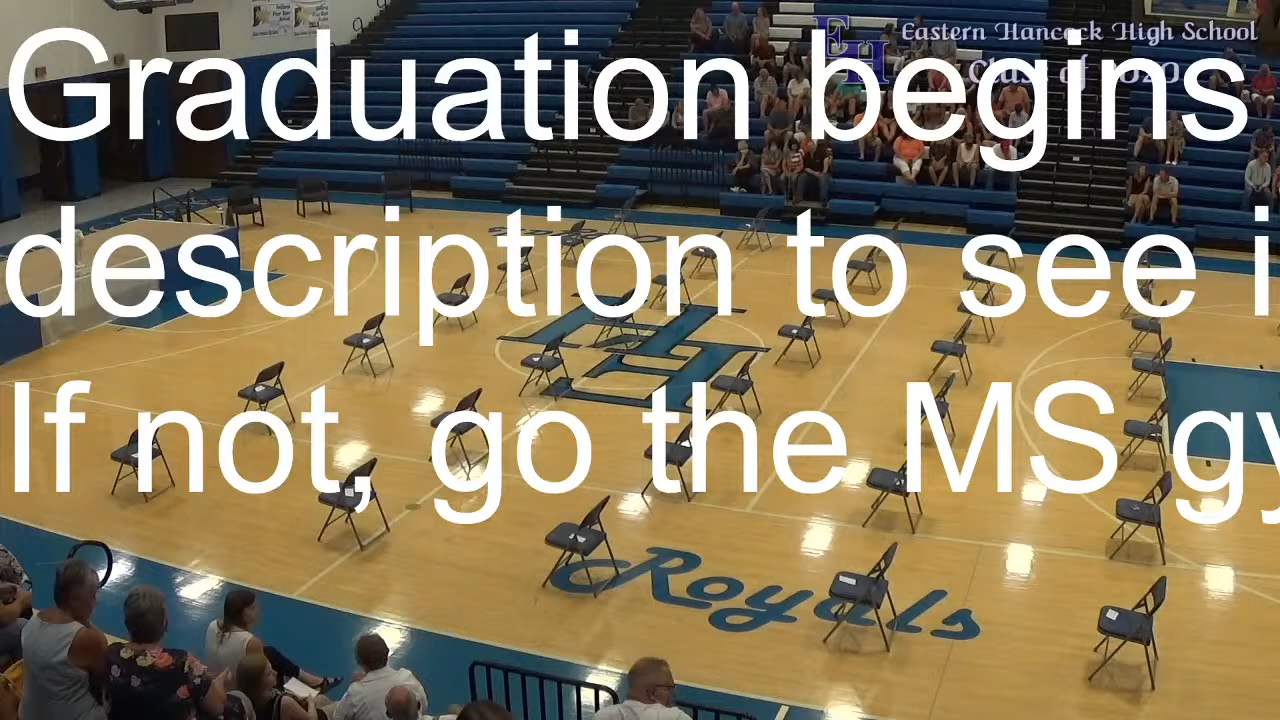 EH Eastern Hancock High School
Class of 2020
Graduation begins
description to see i
If not, go the MS gy
EH
Royals